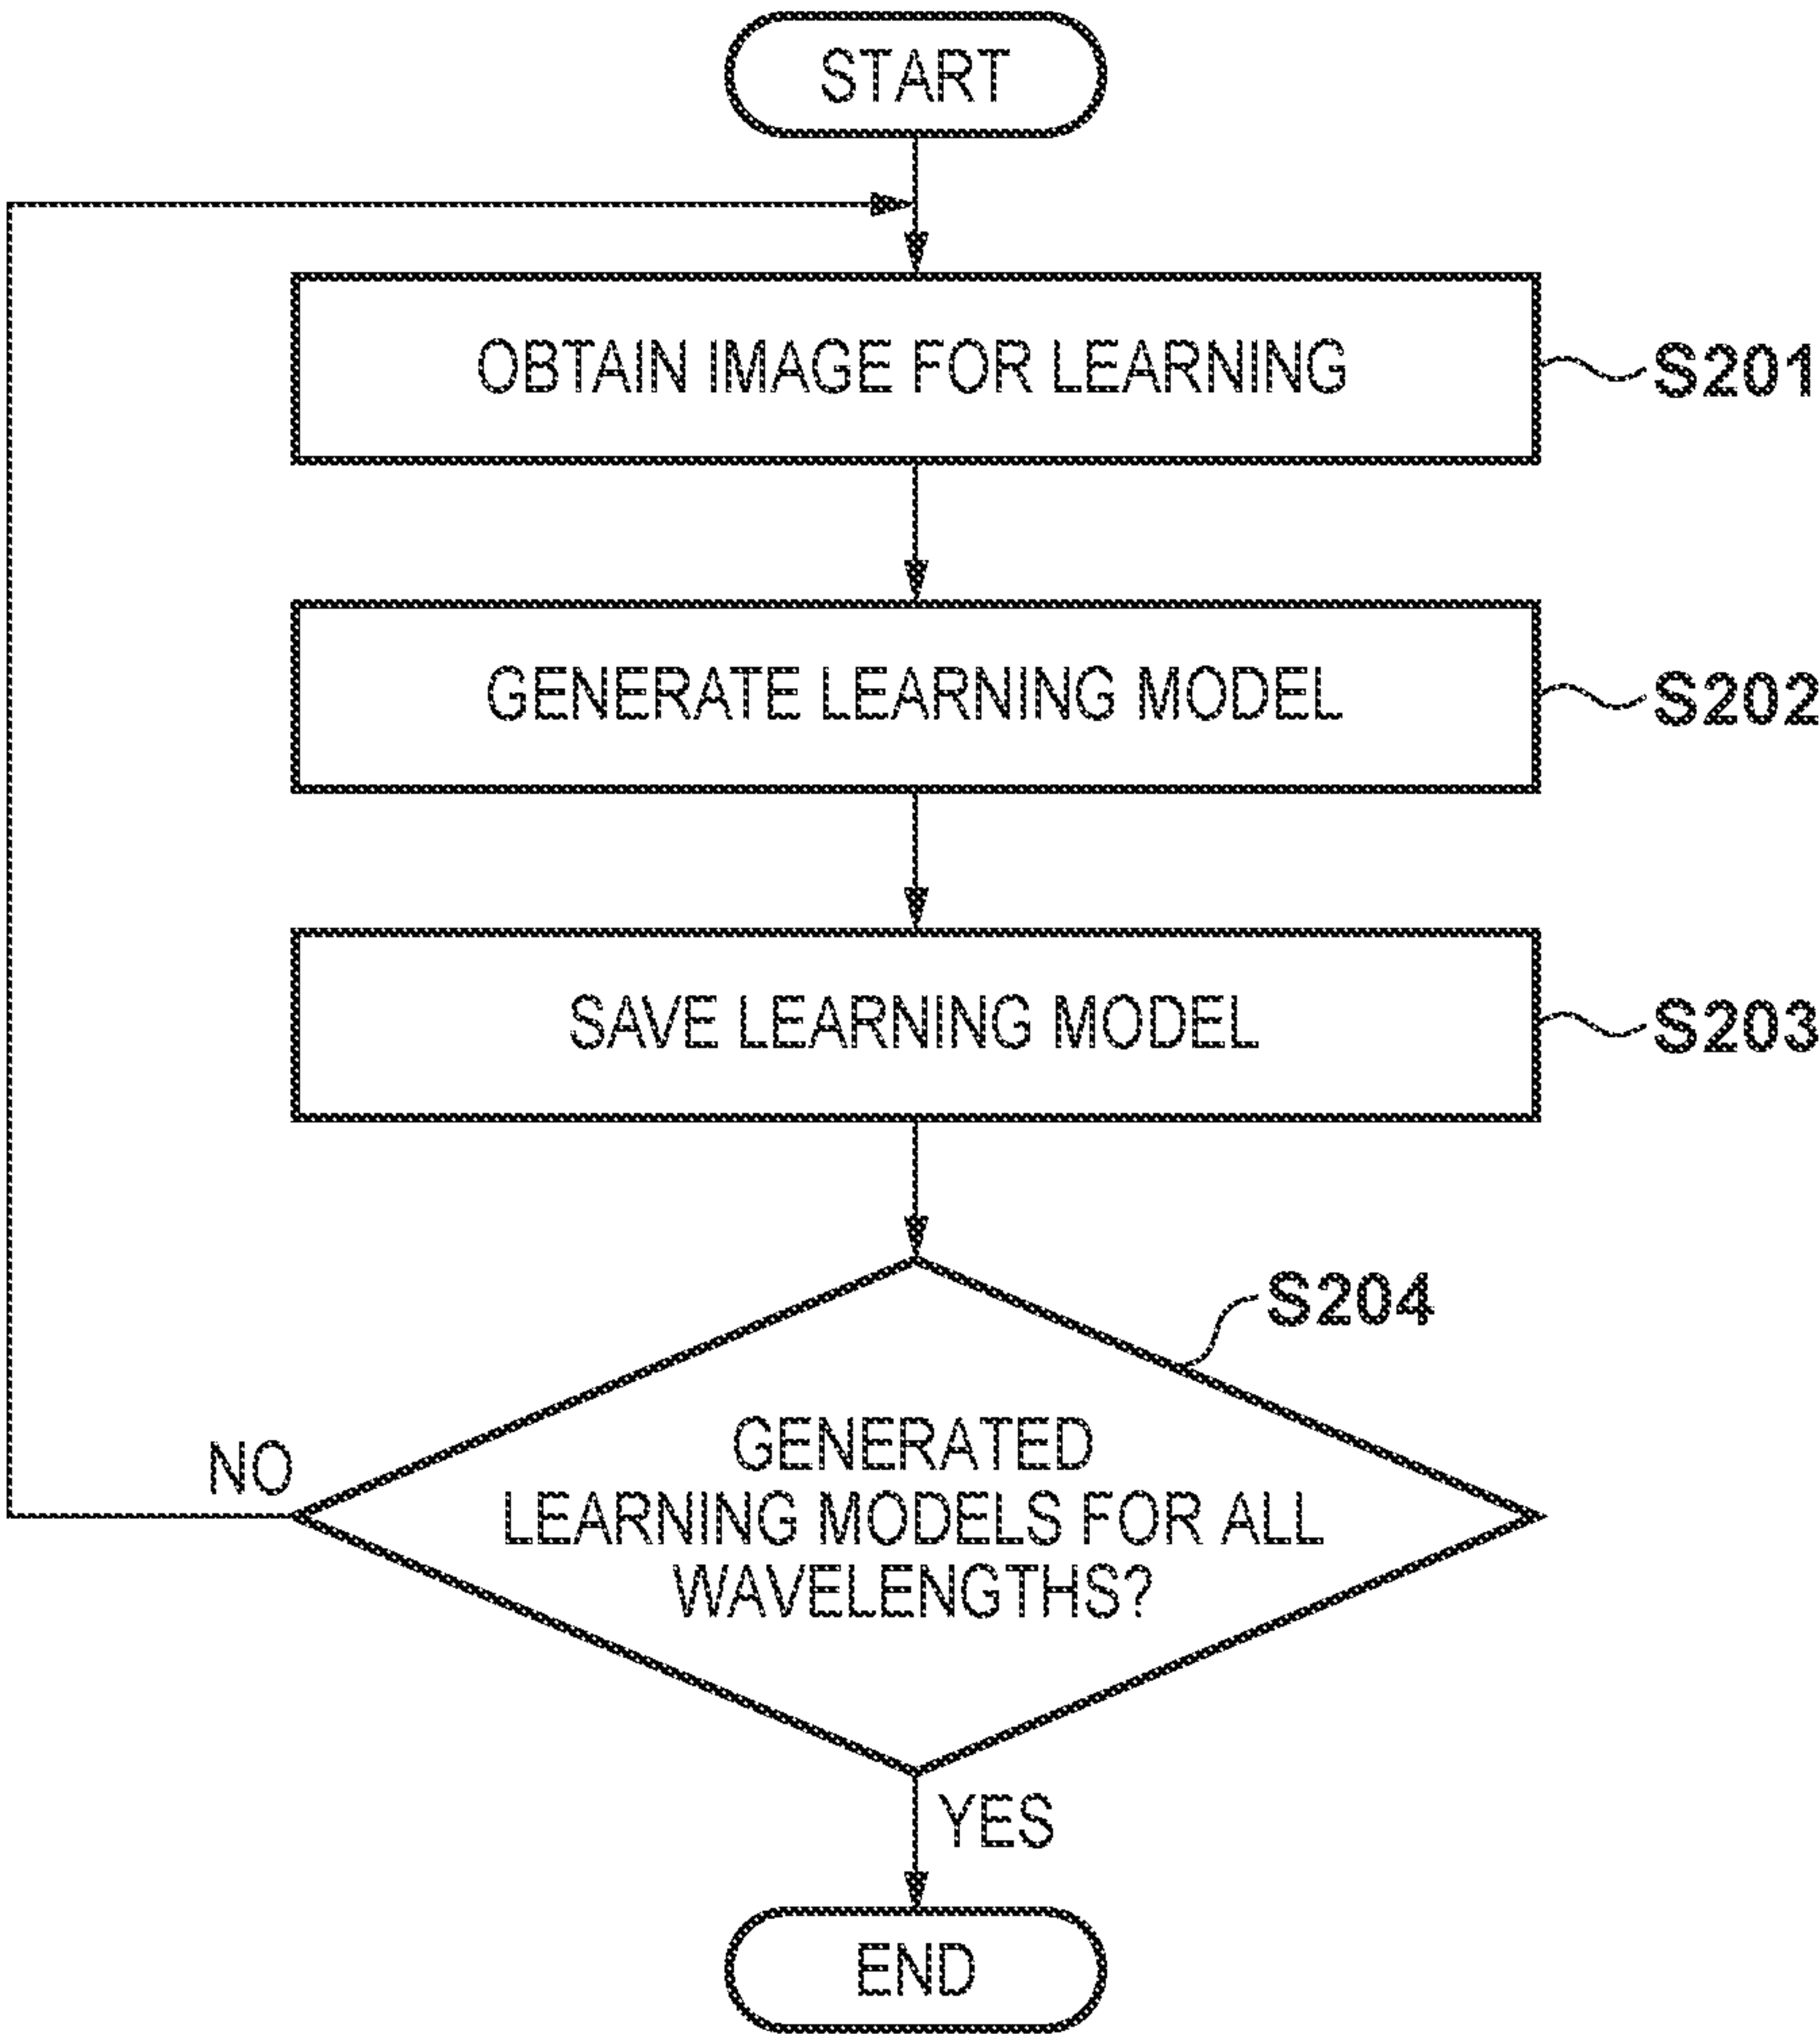 START
OBTAIN IMAGE FOR LEARNING
S201
GENERATE LEARNING MODEL
S202
SAVE LEARNING MODEL
S203
S204
GENERATED
LEARNING MODELS FOR ALL
WAVELENGTHS?
NO
YES
END